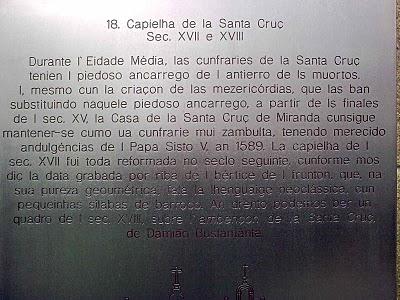 18. Capielha de la Santa Cruç
Sec. XVII e XVIII
Durante l' Eidade Média, las cunfraries de la Santa Cruç
tenien l piedoso ancarrego de l antierro de ls muortos.
I, mesmo cun la criaçon de las mezericórdias, que las ban
substituindo naquele piedoso ancarrego, a partir de ls finales
de l sec. XV, la Casa de la Santa Cruç de Miranda cunsigue
mantener-se cumo ua cunfrarie mui zambulta, tenendo merecido
andulgéncias de l Papa Sisto V, an 1589. La capielha de l
sec. XVII fui toda reformada no seclo seguinte, cunforme mos
diç la data grabada por riba de l bértice de l frunton, que, na
sua pureza geoumétrica, fala la lhenguaige neoclássica, cun
pequeinhas silabas de barroco. An drento podemos ber un
quadro de l sec. XVIII, subre l'ambençon de la Santa Cruç,
de Damião Bustamante.